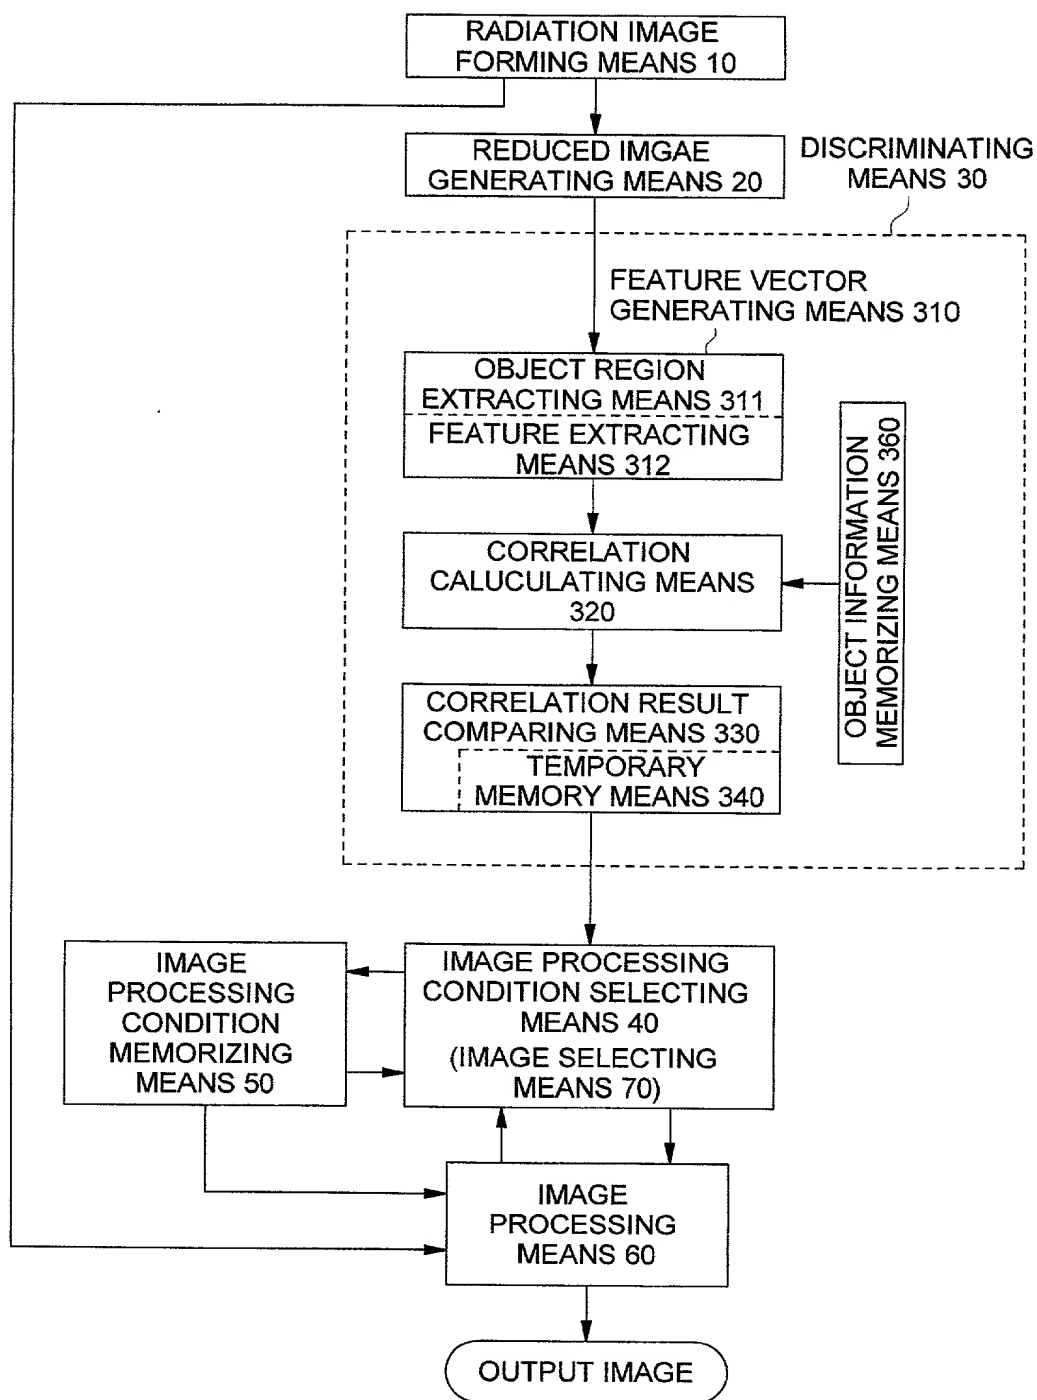 RADIATION IMAGE
FORMING MEANS 10
REDUCED IMGAE
GENERATING MEANS 20
DISCRIMINATING
MEANS 30
FEATURE VECTOR
GENERATING MEANS 310
OBJECT REGION
EXTRACTING MEANS 311
FEATURE EXTRACTING
MEANS 312
CORRELATION
CALUCULATING MEANS
320
OBJECT INFORMATION
MEMORIZING MEANS 360
CORRELATION RESULT
COMPARING MEANS 330
TEMPORARY
MEMORY MEANS 340
IMAGE
PROCESSING
CONDITION
MEMORIZING
MEANS 50
IMAGE PROCESSING
CONDITION SELECTING
MEANS 40
(IMAGE SELECTING
MEANS 70)
IMAGE
PROCESSING
MEANS 60
OUTPUT IMAGE